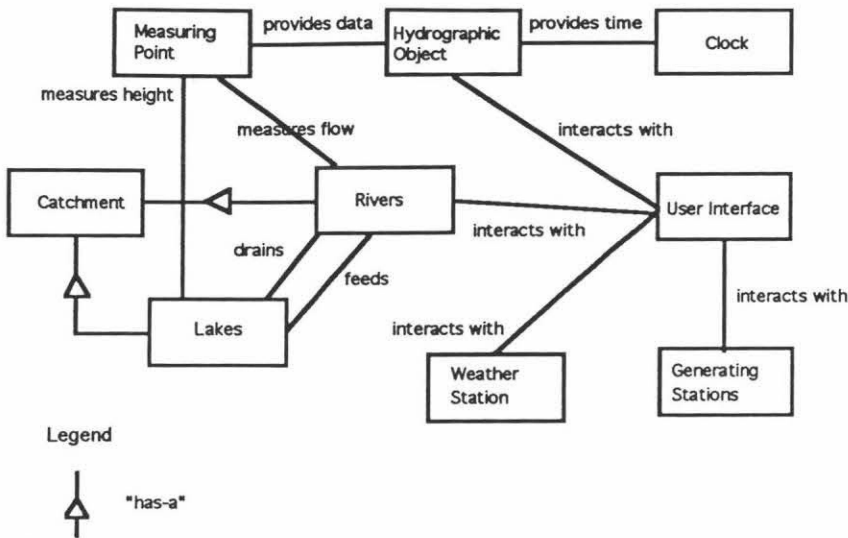 Measuring
Point
provides data
Hydrographic
Object
provides time
Clock
measures height
measures flow
interacts with
Catchment
Rivers
User Interface
interacts with
drains
feeds
interacts with
Lakes
interacts with
Weather
Station
Generating
Stations
Legend
"has-a"